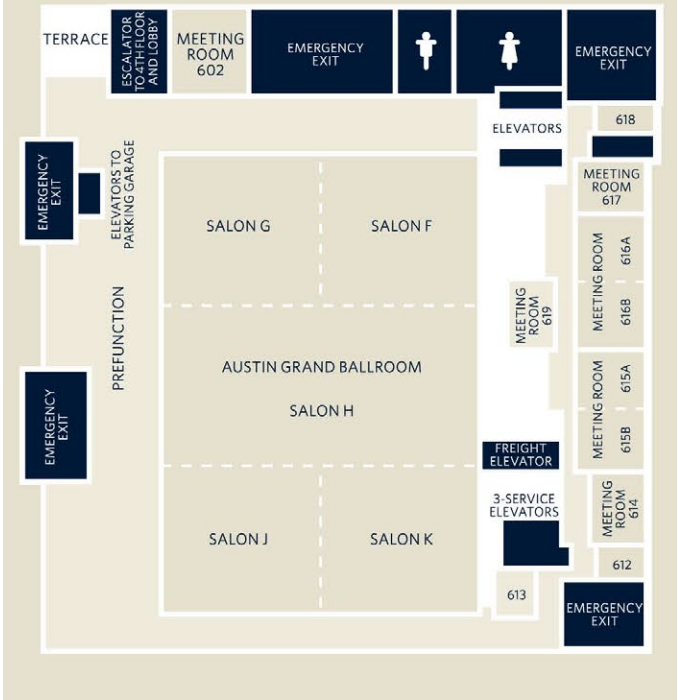 TERRACE
ESCALATOR
TO 4TH FLOOR
AND LOBBY
MEETING
ROOM
602
EMERGENCY
EXIT
EMERGENCY
EXIT
ELEVATORS
618
EMERGENCY
EXIT
ELEVATORS TO
PARKING GARAGE
MEETING
ROOM
617
SALON G
SALON F
MEETING ROOM
616A
616B
PREFUNCTION
MEETING
ROOM
619
AUSTIN GRAND BALLROOM
SALON H
MEETING ROOM
615A
615B
EMERGENCY
EXIT
FREIGHT
ELEVATOR
3-SERVICE
ELEVATORS
MEETING
ROOM
614
SALON J
SALON K
612
613
EMERGENCY
EXIT